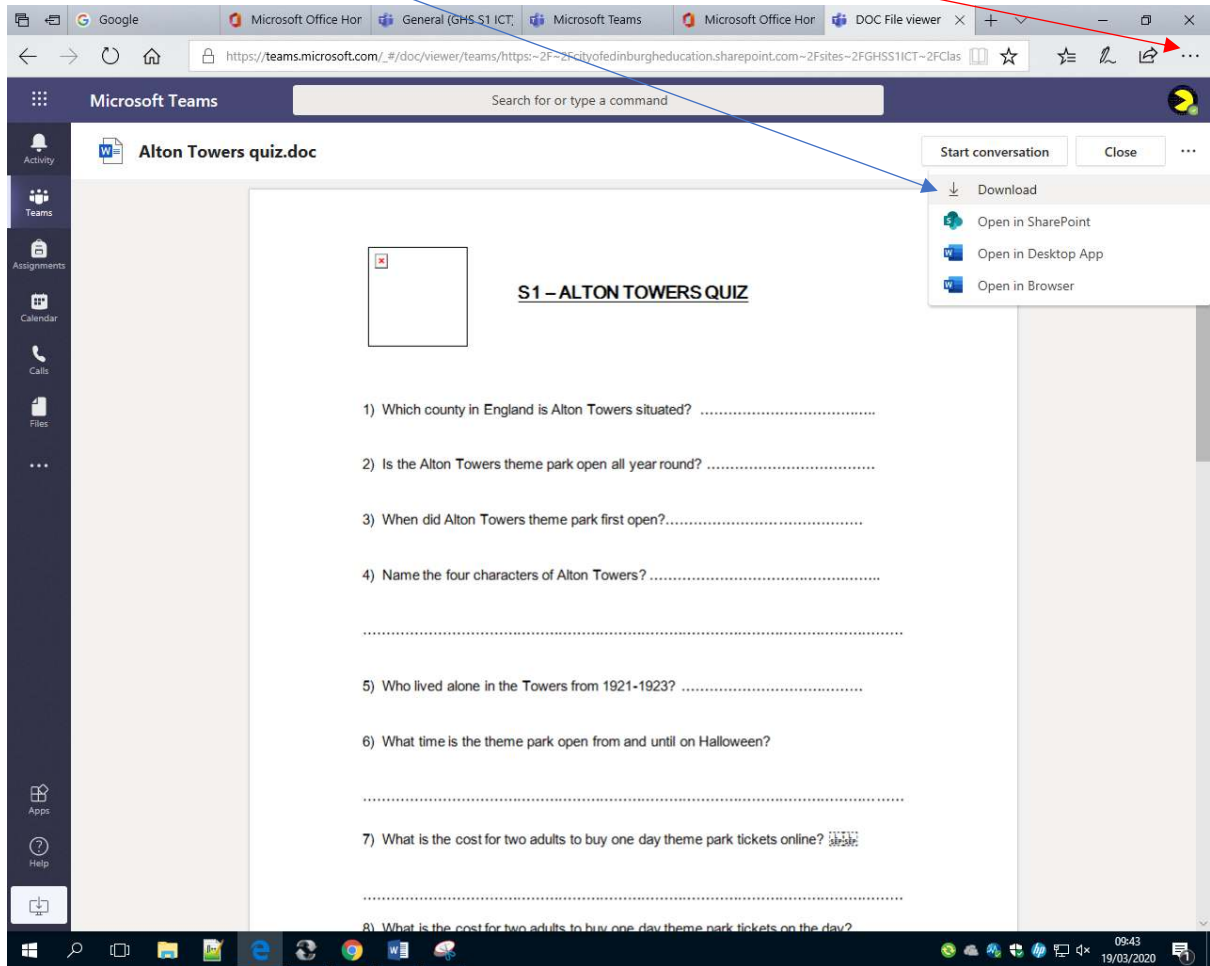 Google
Microsoft Office Hor
General (GHS S1 ICT
Microsoft Teams
Microsoft Office Hor
DOC File viewer
https://teams.microsoft.com/_#/doc/viewer/teams/https:~2F~2Fcityofedinburgheducation.sharepoint.com~2Fsites~2FGHSS1ICT~2FClas
Microsoft Teams
Search for or type a command
Activity
Teams
Assignments
Calendar
Calls
Files
Apps
Help
Alton Towers quiz.doc
Start conversation
Close
Download
Open in SharePoint
Open in Desktop App
Open in Browser
S1 – ALTON TOWERS QUIZ
1) Which county in England is Alton Towers situated? ......................................
2) Is the Alton Towers theme park open all year round? ....................................
3) When did Alton Towers theme park first open?..........................................
4) Name the four characters of Alton Towers? .................................................
....................................................................................................................
5) Who lived alone in the Towers from 1921-1923? .......................................
6) What time is the theme park open from and until on Halloween?
....................................................................................................................
7) What is the cost for two adults to buy one day theme park tickets online?
....................................................................................................................
8) What is the cost for two adults to buy one day theme park tickets on the day?
09:43
19/03/2020